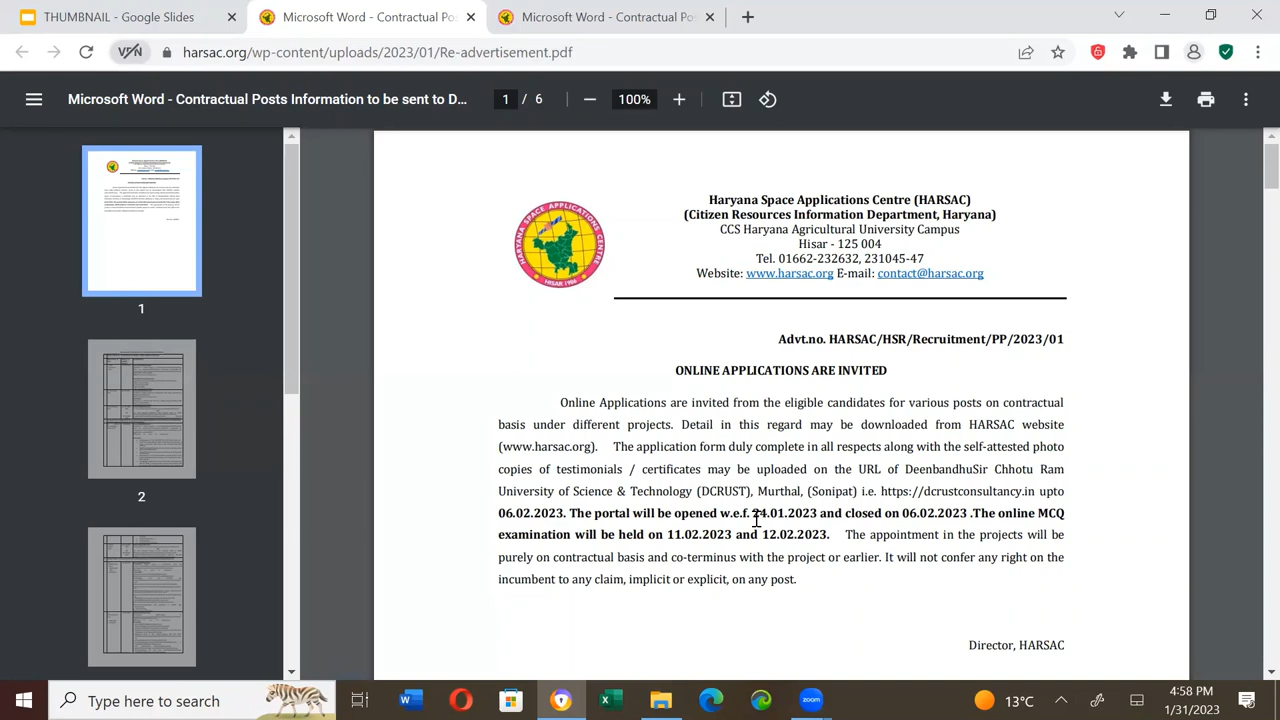 THUMBNAIL - Google Slides
Microsoft Word - Contractual Pos
Microsoft Word - Contractual Pos
VPN
harsac.org/wp-content/uploads/2023/01/Re-advertisement.pdf
Microsoft Word - Contractual Posts Information to be sent to D...
1 / 6
100%
1
2
HARYANA SPACE APPLICATIONS CENTRE
HISAR 1986
Haryana Space Applications Centre (HARSAC)
(Citizen Resources Information Department, Haryana)
CCS Haryana Agricultural University Campus
Hisar - 125 004
Tel. 01662-232632, 231045-47
Website: www.harsac.org E-mail: contact@harsac.org
Advt.no. HARSAC/HSR/Recruitment/PP/2023/01
ONLINE APPLICATIONS ARE INVITED
Online Applications are invited from the eligible candidates for various posts on contractual
basis under different projects. Detail in this regard may be downloaded from HARSAC website
(www.harsac.org). The application form duly complete in all respects along with the self-attested photo
copies of testimonials / certificates may be uploaded on the URL of DeenbandhuSir Chhotu Ram
University of Science & Technology (DCRUST), Murthal, (Sonipat) i.e. https://dcrustconsultancy.in upto
06.02.2023. The portal will be opened w.e.f. 24.01.2023 and closed on 06.02.2023 .The online MCQ
examination will be held on 11.02.2023 and 12.02.2023. The appointment in the projects will be
purely on contractual basis and co-terminus with the project or earlier. It will not confer any right on the
incumbent to any claim, implicit or explicit, on any post.
Director, HARSAC
Type here to search
zoom
13°C
4:58 PM
1/31/2023